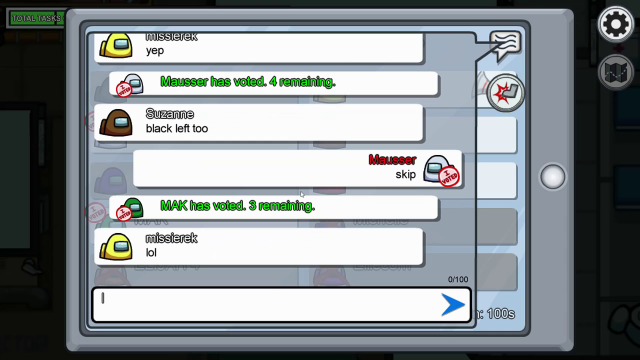 TOTAL TASKS
missierek
yep
Mausser has voted. 4 remaining.
Suzanne
black left too
Mausser
skip
I VOTED
MAK has voted. 3 remaining.
missierek
lol
0/100
100s